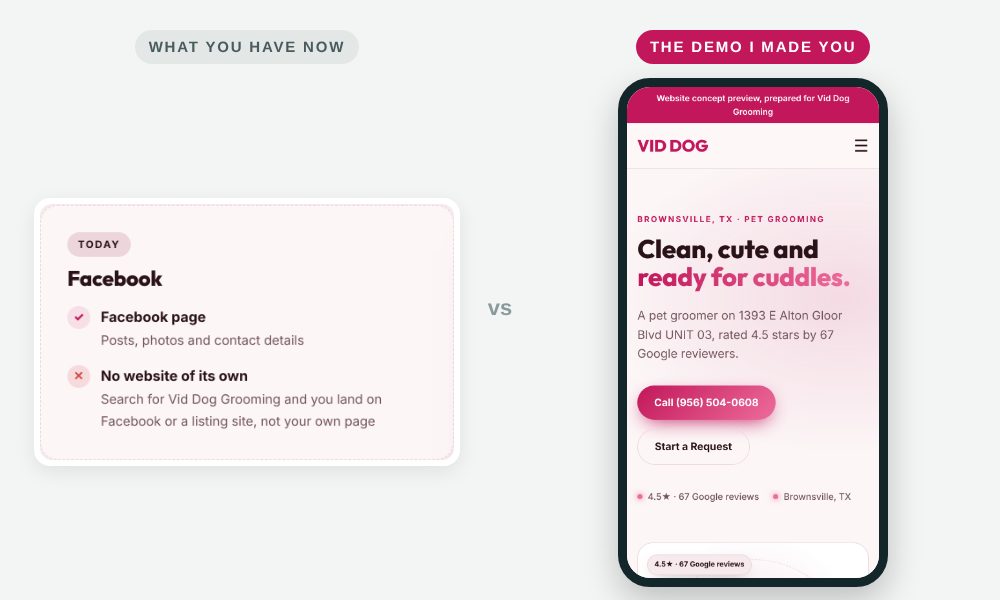 WHAT YOU HAVE NOW
TODAY
Facebook
Facebook page
Posts, photos and contact details
No website of its own
Search for Vid Dog Grooming and you land on
Facebook or a listing site, not your own page
vs
THE DEMO I MADE YOU
Website concept preview, prepared for Vid Dog
Grooming
VID DOG
BROWNSVILLE, TX · PET GROOMING
Clean, cute and
ready for cuddles.
A pet groomer on 1393 E Alton Gloor
Blvd UNIT 03, rated 4.5 stars by 67
Google reviewers.
Call (956) 504-0608
Start a Request
4.5★ · 67 Google reviews
Brownsville, TX
4.5★ · 67 Google reviews